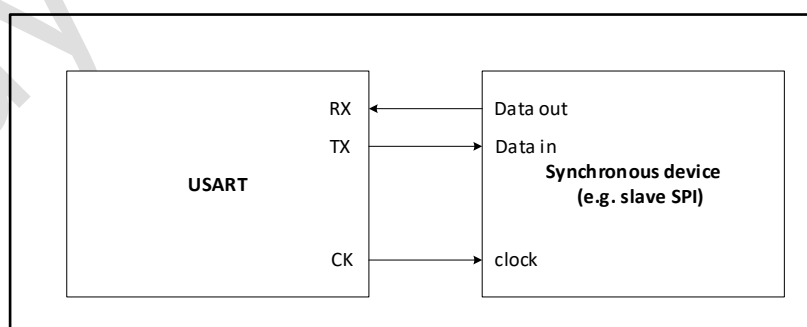 RX
Data out
TX
Data in
USART
Synchronous device
(e.g. slave SPI)
CK
clock